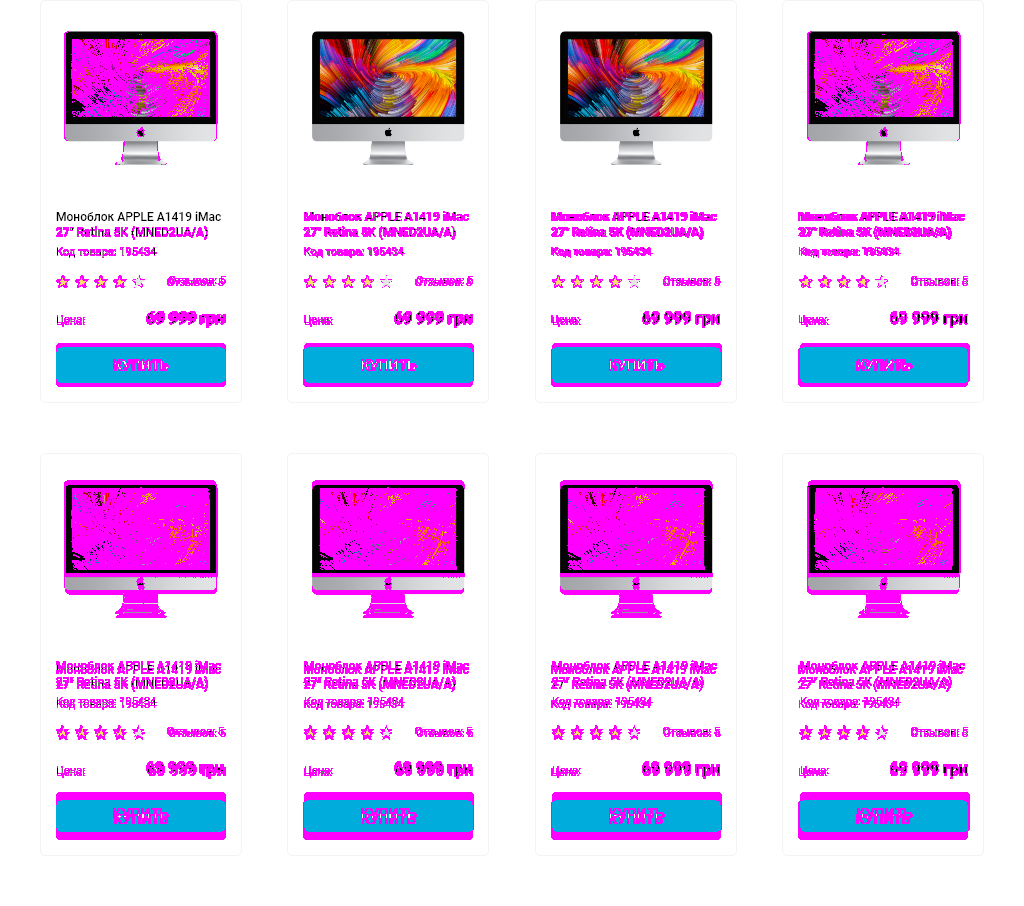 Моноблок APPLE A1419 iMac
27" Retina 5K (MNED2UA/A)
Код товара: 195434
Отзывов: 5
Цена:
69 999 грн
КУПИТЬ
Моноблок APPLE A1419 iMac
27" Retina 5K (MNED2UA/A)
Код товара: 195434
Отзывов: 5
Цена:
69 999 грн
КУПИТЬ
Моноблок APPLE A1419 iMac
27" Retina 5K (MNED2UA/A)
Код товара: 195434
Отзывов: 5
Цена:
69 999 грн
КУПИТЬ
Моноблок APPLE A1419 iMac
27" Retina 5K (MNED2UA/A)
Код товара: 195434
Отзывов: 5
Цена:
69 999 грн
КУПИТЬ
Моноблок APPLE A1419 iMac
27" Retina 5K (MNED2UA/A)
Код товара: 195434
Отзывов: 5
Цена:
69 999 грн
КУПИТЬ
Моноблок APPLE A1419 iMac
27" Retina 5K (MNED2UA/A)
Код товара: 195434
Отзывов: 5
Цена:
69 999 грн
КУПИТЬ
Моноблок APPLE A1419 iMac
27" Retina 5K (MNED2UA/A)
Код товара: 195434
Отзывов: 5
Цена:
69 999 грн
КУПИТЬ
Моноблок APPLE A1419 iMac
27" Retina 5K (MNED2UA/A)
Код товара: 195434
Отзывов: 5
Цена:
69 999 грн
КУПИТЬ